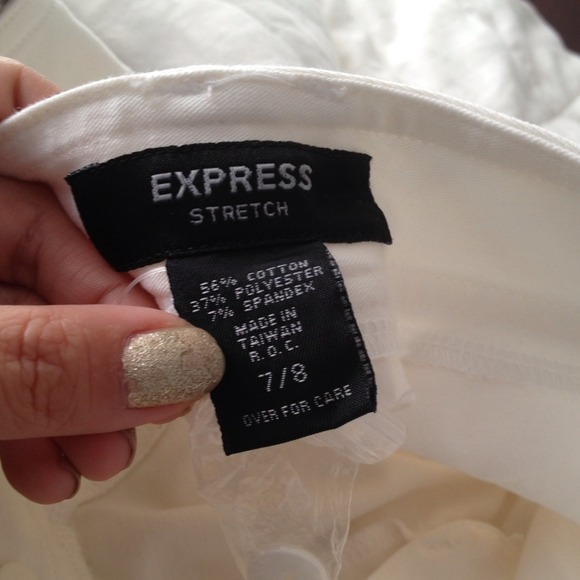 EXPRESS
STRETCH
56% COTTON
37% POLYESTER
7% SPANDEX
MADE IN
TAIWAN
R.O.C.
7/8
OVER FOR CARE